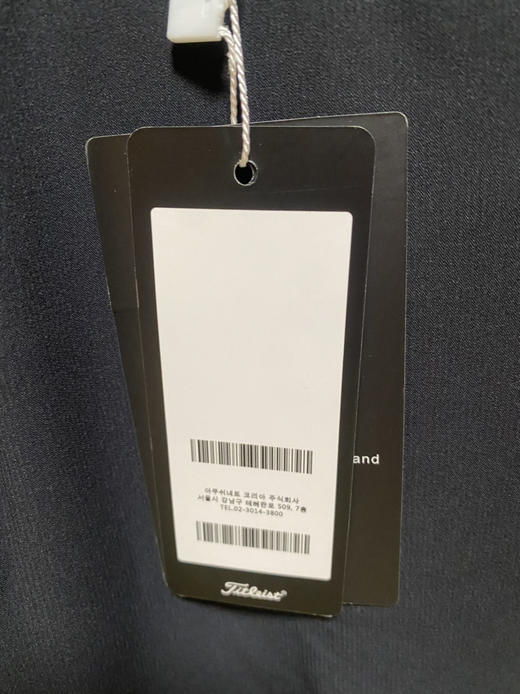 and
아쿠쉬네트 코리아 주식회사
서울시 강남구 테헤란로 509, 7층
TEL.02-3014-3800
Titleist®